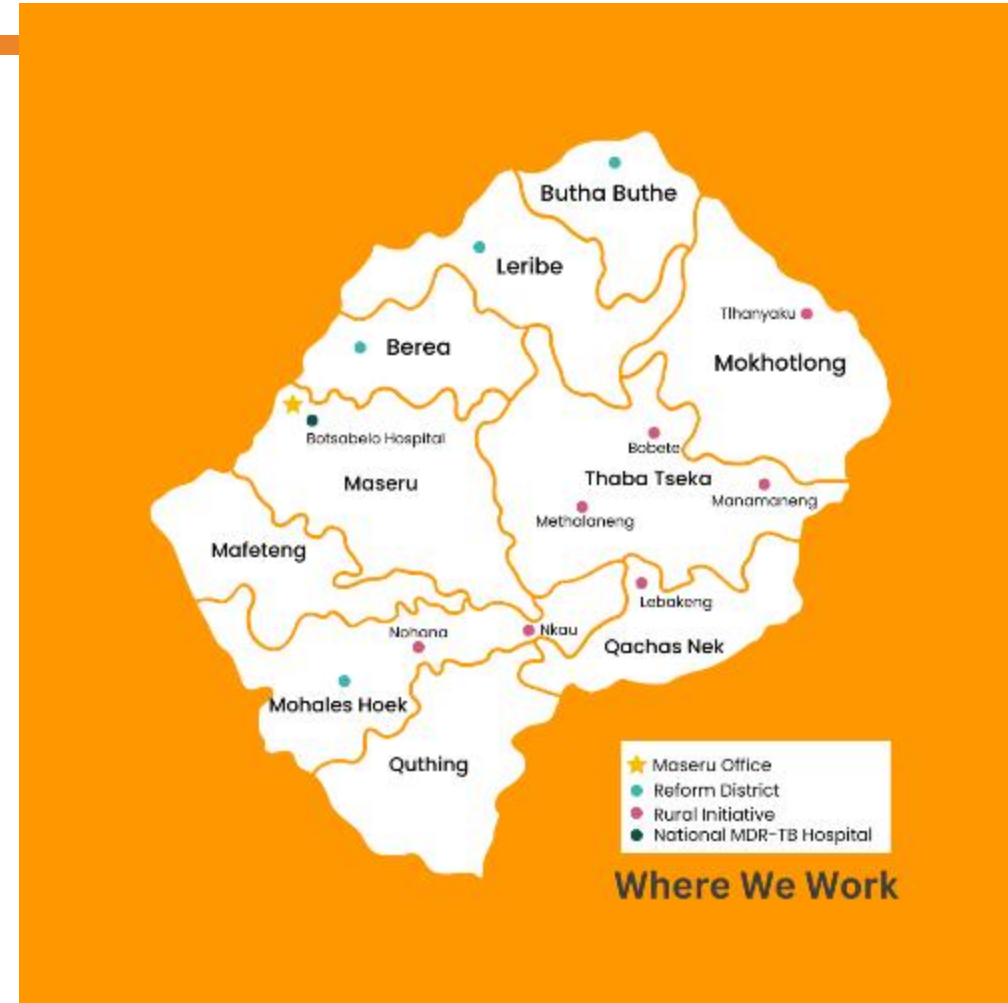 Butha Buthe
Leribe
Tlhanyaku
Mokhotlong
Berea
Botsabelo Hospital
Maseru
Bobete
Thaba Tseka
Manamaneng
Methalaneng
Mafeteng
Lebakeng
Nohana
Nkau
Qachas Nek
Mohales Hoek
Quthing
Maseru Office
Reform District
Rural Initiative
National MDR-TB Hospital
Where We Work